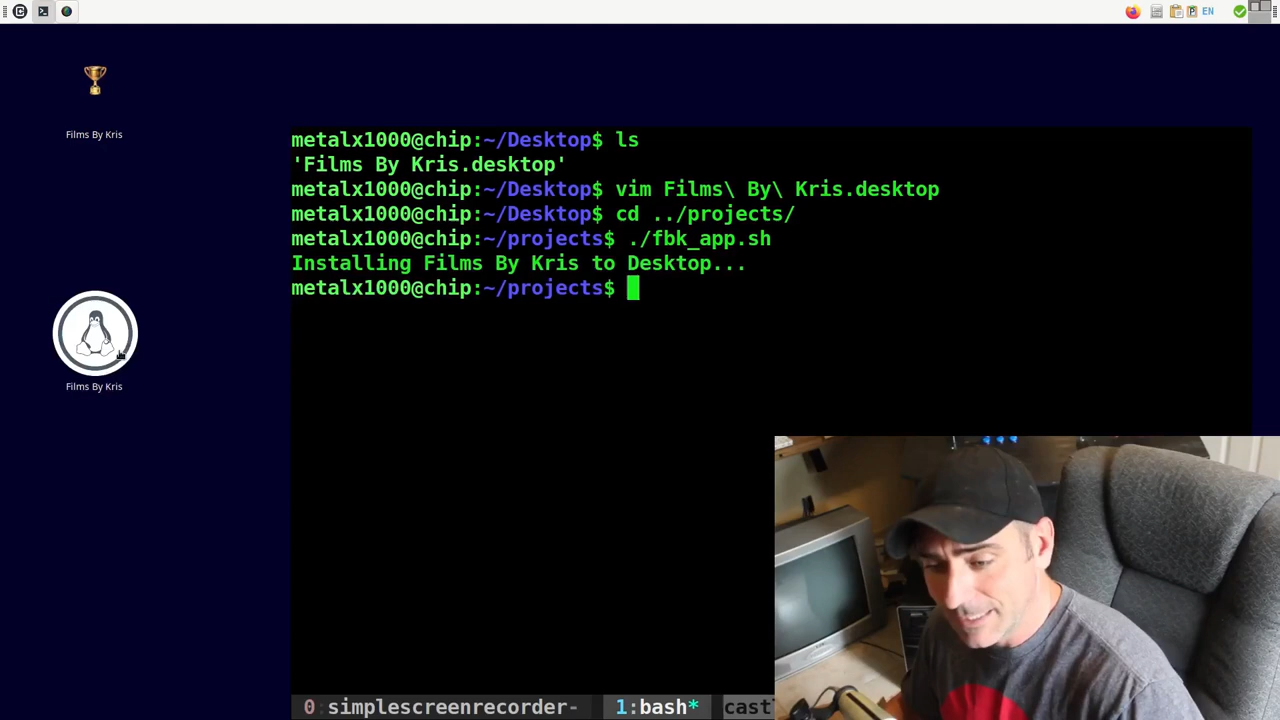 EN
Films By Kris
metalx1000@chip:~/Desktop$ ls
'Films By Kris.desktop'
metalx1000@chip:~/Desktop$ vim Films\ By\ Kris.desktop
metalx1000@chip:~/Desktop$ cd ../projects/
metalx1000@chip:~/projects$ ./fbk_app.sh
Installing Films By Kris to Desktop...
metalx1000@chip:~/projects$
Films By Kris
0 simplescreenrecorder- 1:bash* cast